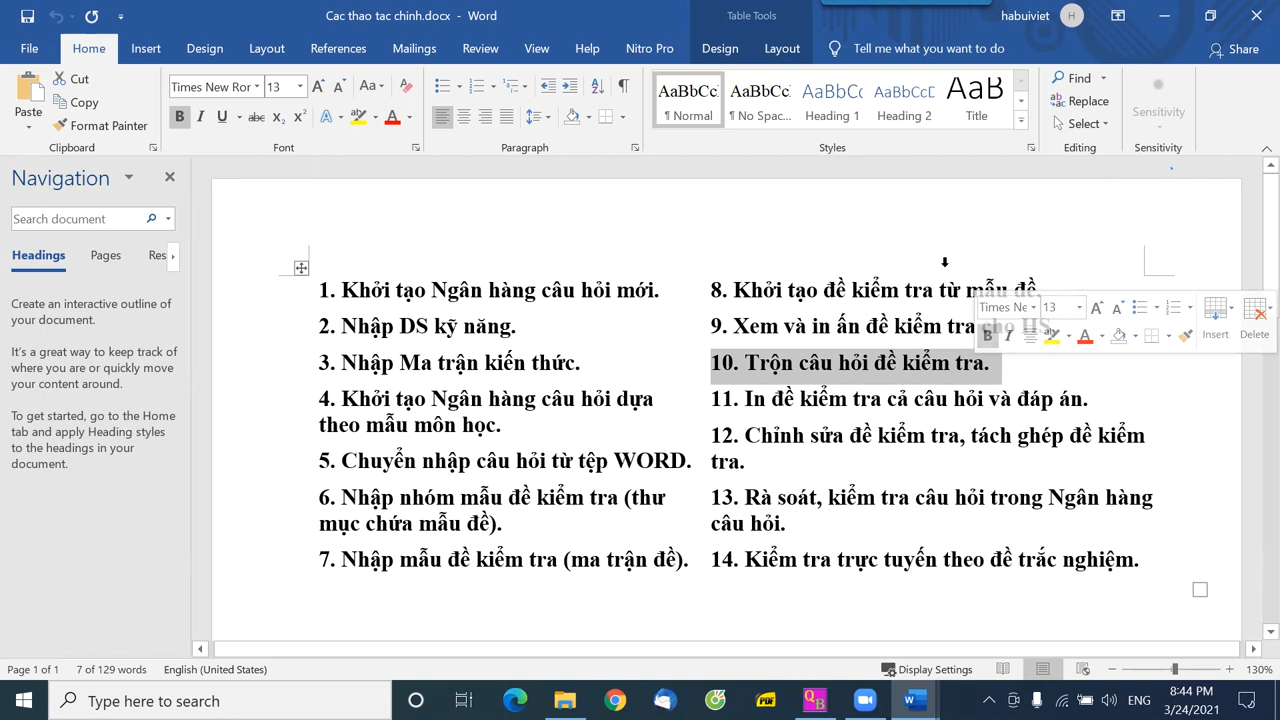 Cac thao tac chinh.docx - Word
Table Tools
habuiviet
H
File
Home
Insert
Design
Layout
References
Mailings
Review
View
Help
Nitro Pro
Design
Layout
Tell me what you want to do
Share
Cut
Copy
Format Painter
Paste
Clipboard
Times New Ror
13
Font
Paragraph
AaBbCc
¶ Normal
AaBbCc
¶ No Spac...
AaBbCc
Heading 1
AaBbCcD
Heading 2
AaB
Title
Styles
Find
Replace
Select
Editing
Sensitivity
Sensitivity
Navigation
Search document
Headings
Pages
Res
Create an interactive outline of
your document.
It's a great way to keep track of
where you are or quickly move
your content around.
To get started, go to the Home
tab and apply Heading styles
to the headings in your
document.
1. Khởi tạo Ngân hàng câu hỏi mới.
2. Nhập DS kỹ năng.
3. Nhập Ma trận kiến thức.
4. Khởi tạo Ngân hàng câu hỏi dựa
theo mẫu môn học.
5. Chuyển nhập câu hỏi từ tệp WORD.
6. Nhập nhóm mẫu đề kiểm tra (thư
mục chứa mẫu đề).
7. Nhập mẫu đề kiểm tra (ma trận đề).
8. Khởi tạo đề kiểm tra từ mẫu đề.
9. Xem và in ấn đề kiểm tra cho HS.
10. Trộn câu hỏi đề kiểm tra.
11. In đề kiểm tra cả câu hỏi và đáp án.
12. Chỉnh sửa đề kiểm tra, tách ghép đề kiểm
tra.
13. Rà soát, kiểm tra câu hỏi trong Ngân hàng
câu hỏi.
14. Kiểm tra trực tuyến theo đề trắc nghiệm.
Times Ne
13
Insert
Delete
Page 1 of 1
7 of 129 words
English (United States)
Display Settings
130%
Type here to search
ENG
8:44 PM
3/24/2021